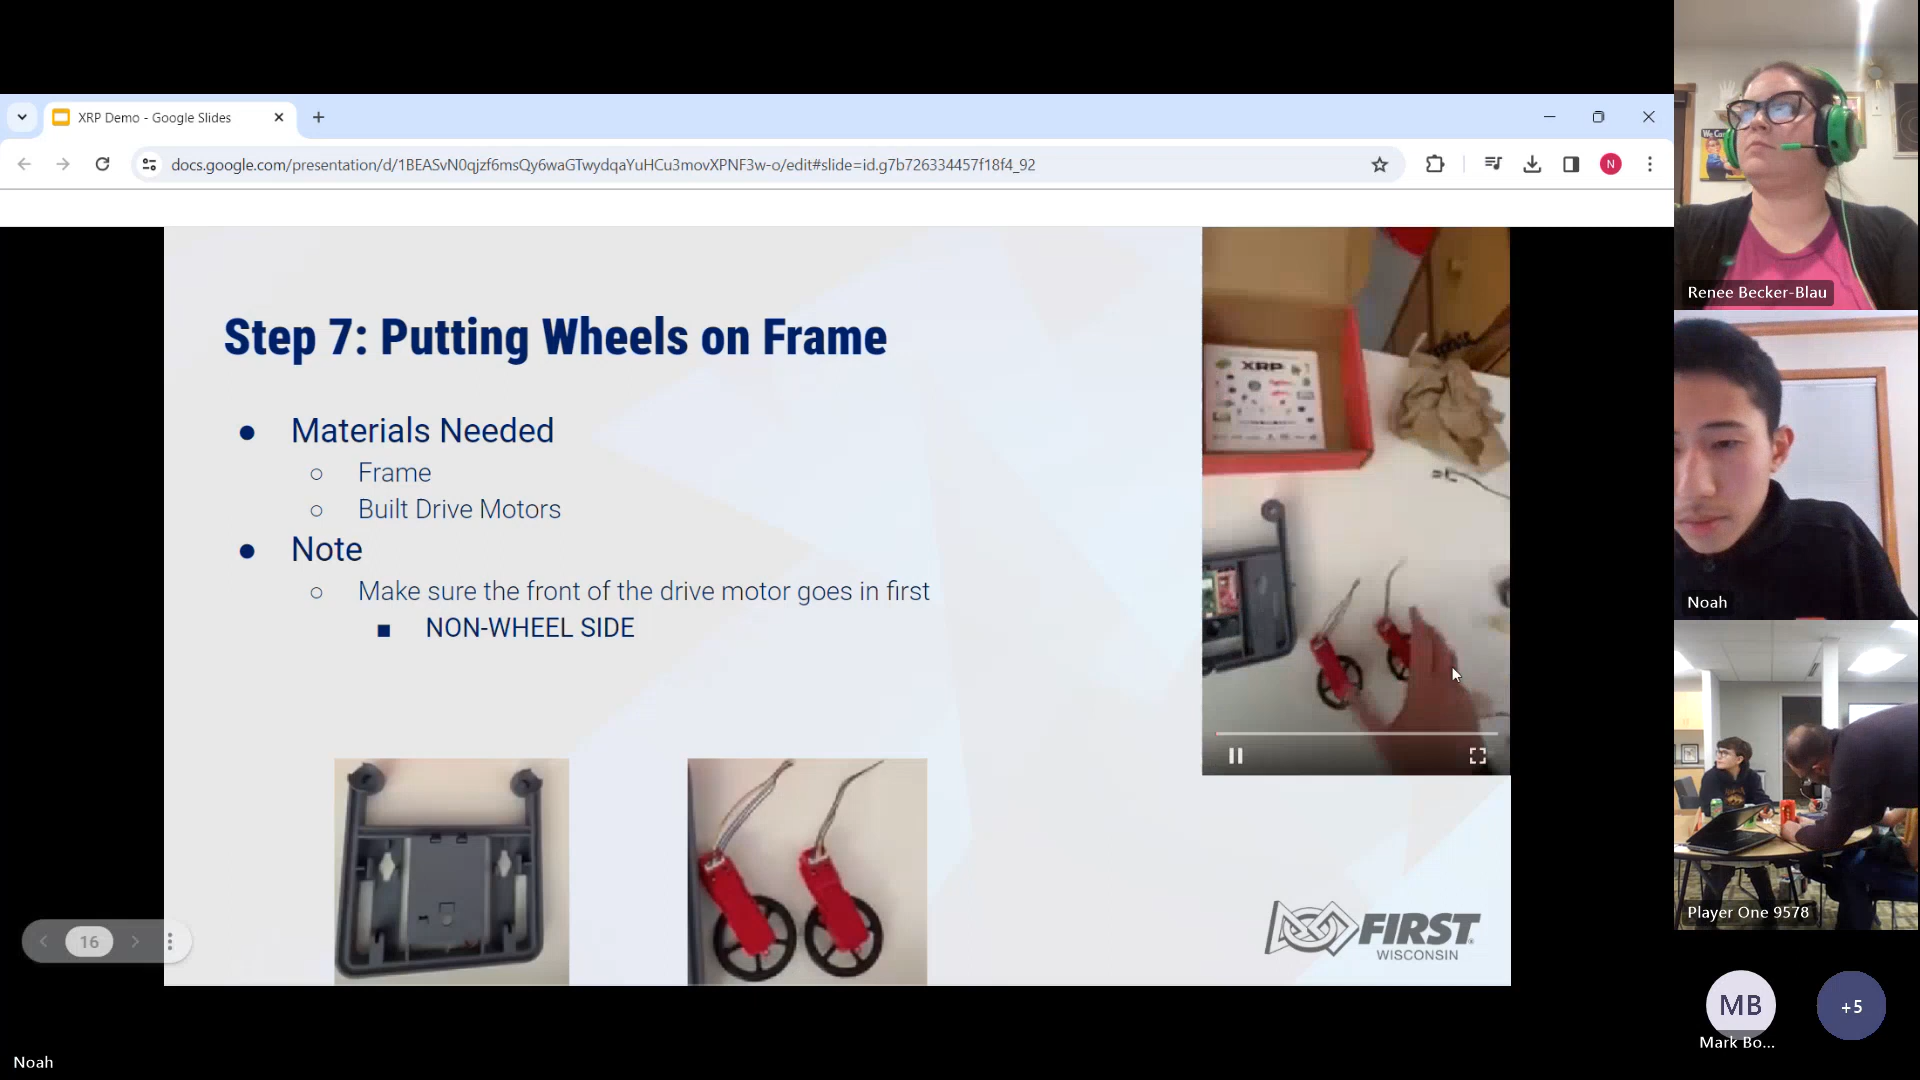 XRP Demo - Google Slides
docs.google.com/presentation/d/1BEASvN0qjzf6msQy6waGTwydqaYuHCu3movXPNF3w-o/edit#slide=id.g7b726334457f18f4_92
N
Step 7: Putting Wheels on Frame
Materials Needed
Frame
Built Drive Motors
Note
Make sure the front of the drive motor goes in first
NON-WHEEL SIDE
XRP
FIRST
WISCONSIN
16
Noah
We Can
Renee Becker-Blau
Noah
Player One 9578
MB
Mark Bo...
+5